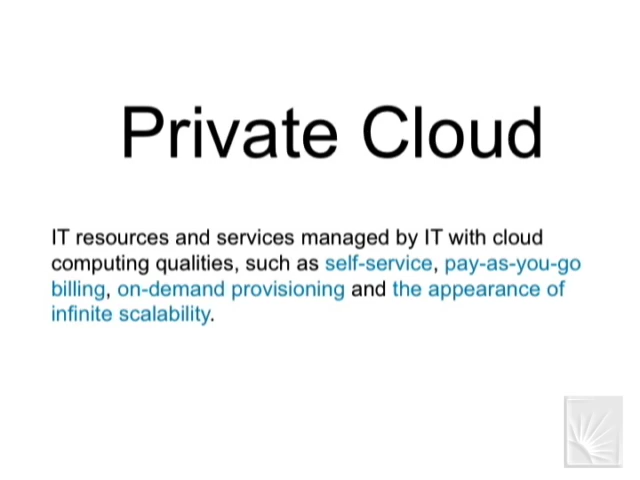 Private Cloud
IT resources and services managed by IT with cloud
computing qualities, such as self-service, pay-as-you-go
billing, on-demand provisioning and the appearance of
infinite scalability.